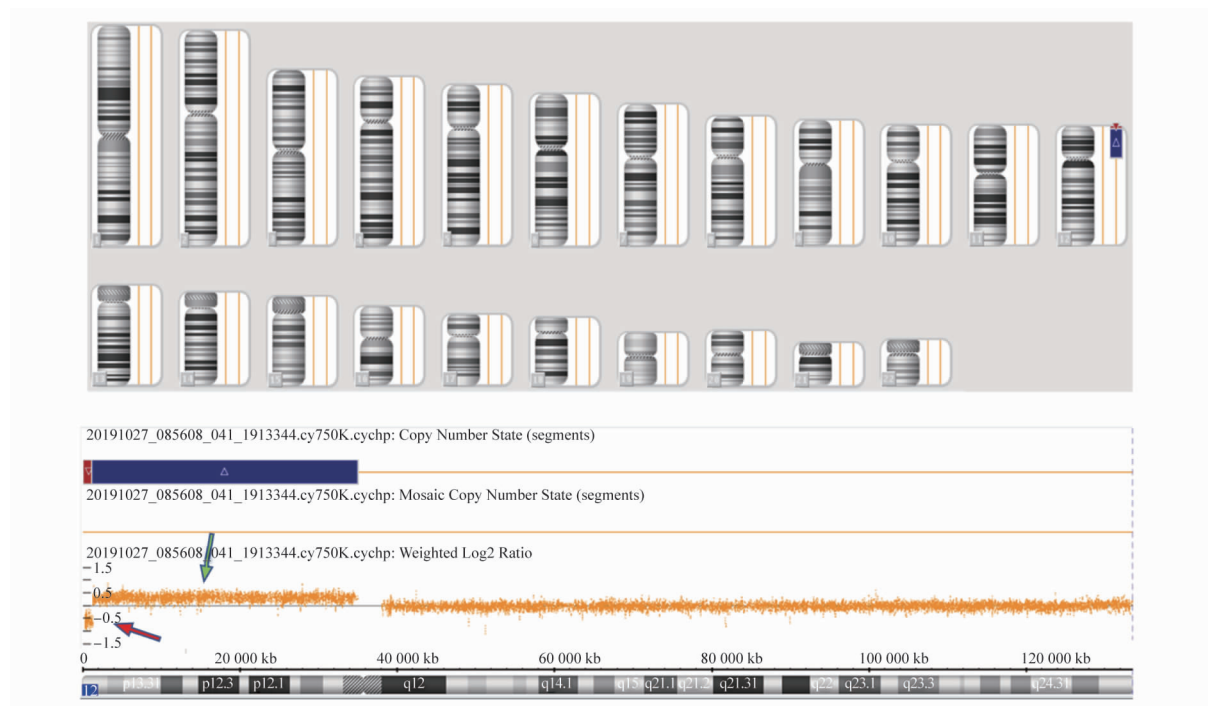 20191027_085608_041_1913344.cy750K.cychp: Copy Number State (segments)
20191027_085608_041_1913344.cy750K.cychp: Mosaic Copy Number State (segments)
20191027_085608_041_1913344.cy750K.cychp: Weighted Log2 Ratio
1.5
0.5
−0.5
−1.5
0 20 000 kb 40 000 kb 60 000 kb 80 000 kb 100 000 kb 120 000 kb
12 p13.31 p12.3 p12.1 q12 q14.1 q15 q21.1 q21.2 q21.31 q22 q23.1 q23.3 q24.31